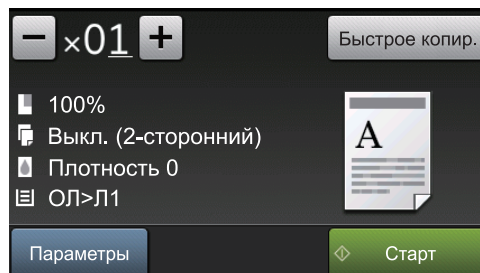 − ×01 +
Быстрое копир.
100%
Выкл. (2-сторонний)
Плотность 0
ОЛ>Л1
A
Параметры
Старт